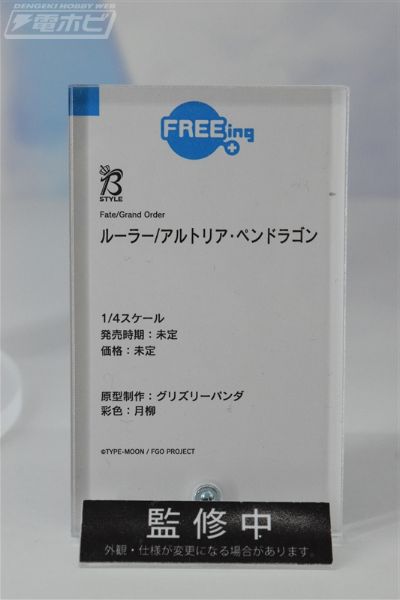 DENGEKI HOBBY WEB
電ホビ
FREEing
B
STYLE
Fate/Grand Order
ルーラー/アルトリア・ペンドラゴン
1/4スケール
発売時期：未定
価格：未定
原型制作：グリズリーパンダ
彩色：月柳
©TYPE-MOON / FGO PROJECT
監修中
外観・仕様が変更になる場合があります。